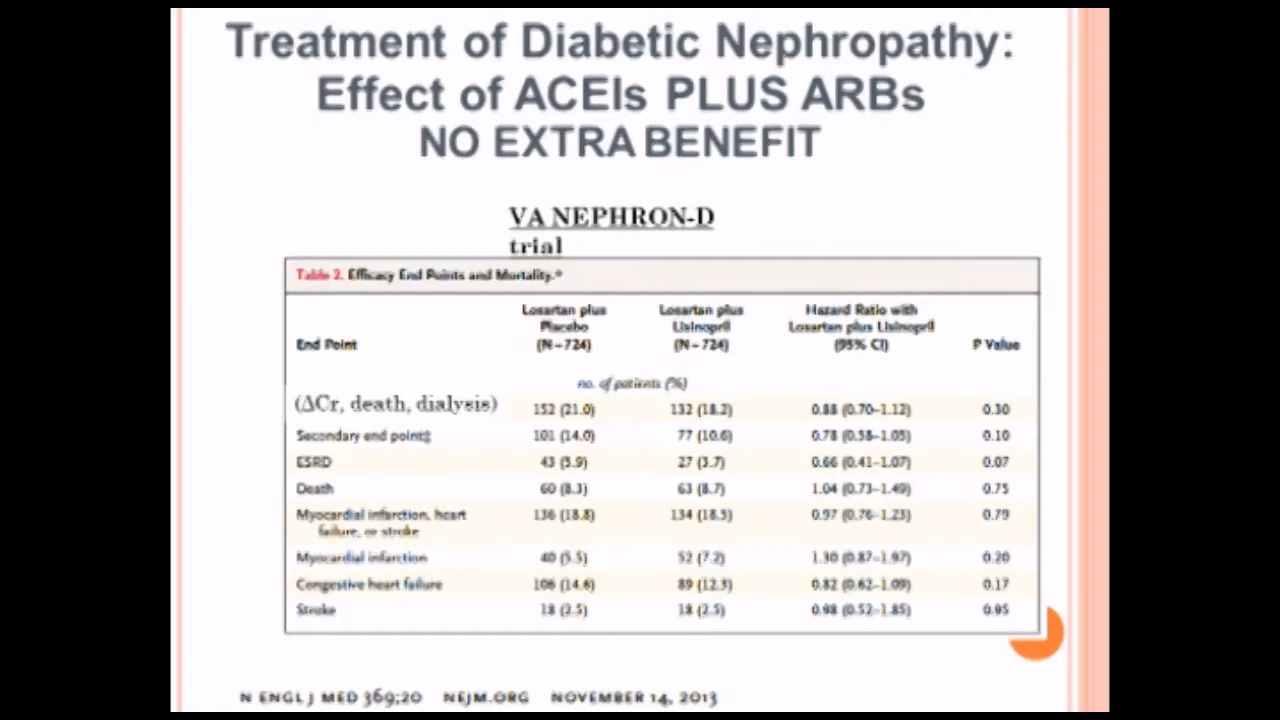 Treatment of Diabetic Nephropathy:
Effect of ACEIs PLUS ARBs
NO EXTRA BENEFIT
VA NEPHRON-D
trial
Table 2. Efficacy End Points and Mortality.*
End Point
Losartan plus Placebo (N=724)
Losartan plus Lisinopril (N=724)
Hazard Ratio with Losartan plus Lisinopril (95% CI)
P Value
no. of patients (%)
(ΔCr, death, dialysis) 152 (21.0) 132 (18.2) 0.88 (0.70–1.12) 0.30
Secondary end point‡ 101 (14.0) 77 (10.6) 0.78 (0.58–1.05) 0.10
ESRD 43 (5.9) 27 (3.7) 0.66 (0.41–1.07) 0.07
Death 60 (8.3) 63 (8.7) 1.04 (0.73–1.49) 0.75
Myocardial infarction, heart 136 (18.8) 134 (18.5) 0.97 (0.76–1.23) 0.79
failure, or stroke
Myocardial infarction 40 (5.5) 52 (7.2) 1.30 (0.87–1.97) 0.20
Congestive heart failure 106 (14.6) 89 (12.3) 0.82 (0.62–1.09) 0.17
Stroke 18 (2.5) 18 (2.5) 0.98 (0.52–1.85) 0.95
N ENGL J MED 369;20 NEJM.ORG NOVEMBER 14, 2013